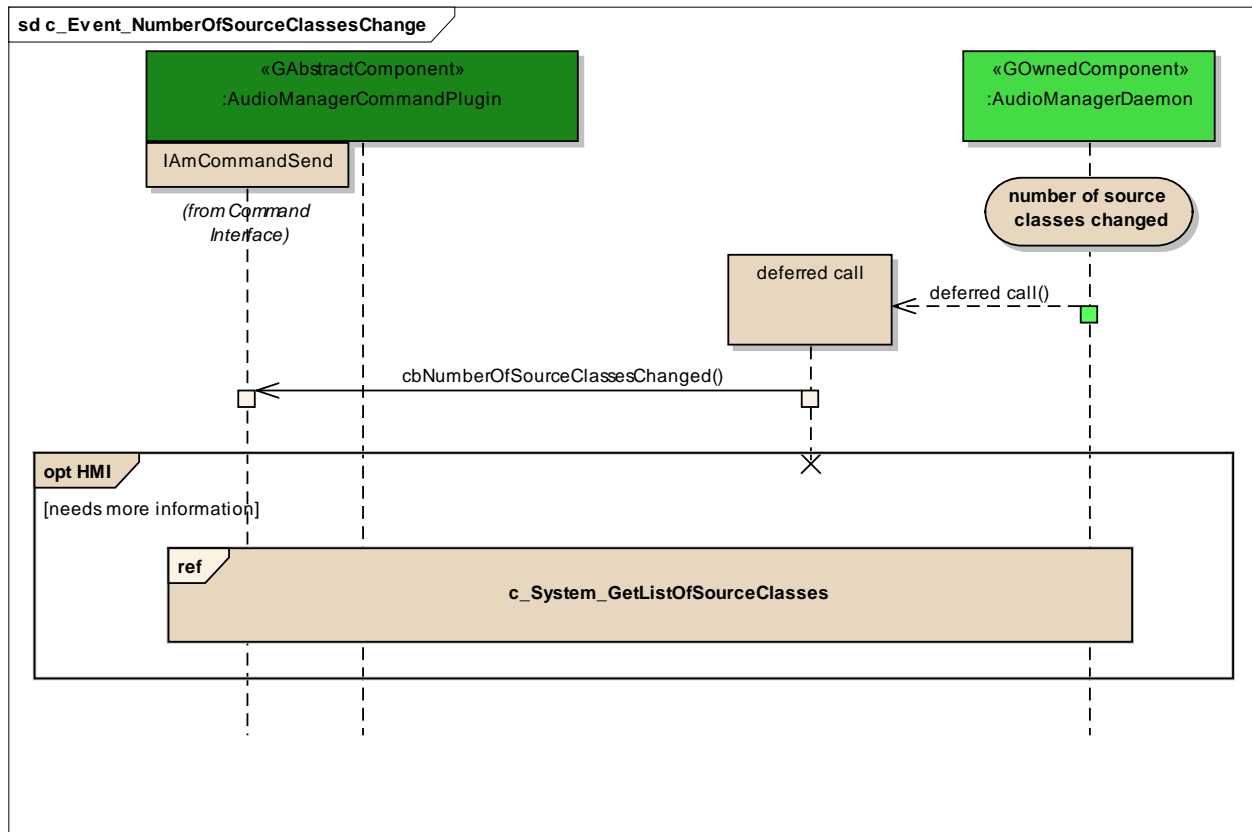 sd c_Event_NumberOfSourceClassesChange
«GAbstractComponent»
:AudioManagerCommandPlugin
«GOwnedComponent»
:AudioManagerDaemon
IAmCommandSend
(from Command
Interface)
number of source
classes changed
deferred call
deferred call()
cbNumberOfSourceClassesChanged()
opt HMI
[needs more information]
ref
c_System_GetListOfSourceClasses